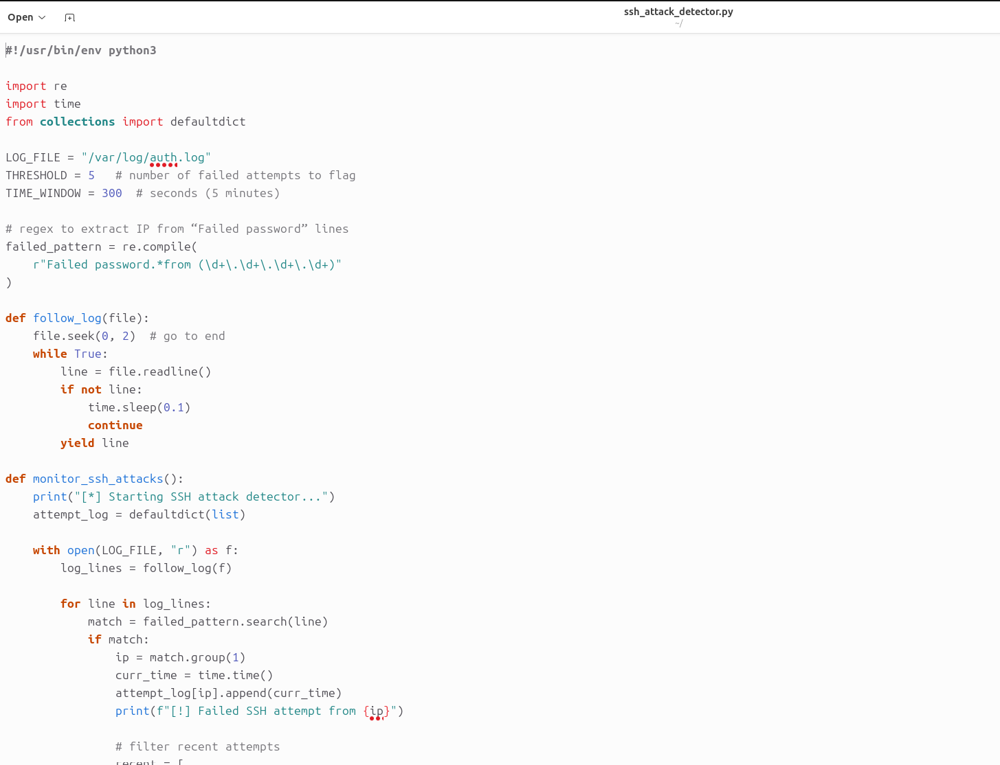 Open
ssh_attack_detector.py
~/
#!/usr/bin/env python3

import re
import time
from collections import defaultdict

LOG_FILE = "/var/log/auth.log"
THRESHOLD = 5   # number of failed attempts to flag
TIME_WINDOW = 300  # seconds (5 minutes)

# regex to extract IP from “Failed password” lines
failed_pattern = re.compile(
    r"Failed password.*from (\d+\.\d+\.\d+\.\d+)"
)

def follow_log(file):
    file.seek(0, 2)  # go to end
    while True:
        line = file.readline()
        if not line:
            time.sleep(0.1)
            continue
        yield line

def monitor_ssh_attacks():
    print("[*] Starting SSH attack detector...")
    attempt_log = defaultdict(list)

    with open(LOG_FILE, "r") as f:
        log_lines = follow_log(f)

        for line in log_lines:
            match = failed_pattern.search(line)
            if match:
                ip = match.group(1)
                curr_time = time.time()
                attempt_log[ip].append(curr_time)
                print(f"[!] Failed SSH attempt from {ip}")

                # filter recent attempts
                recent = [